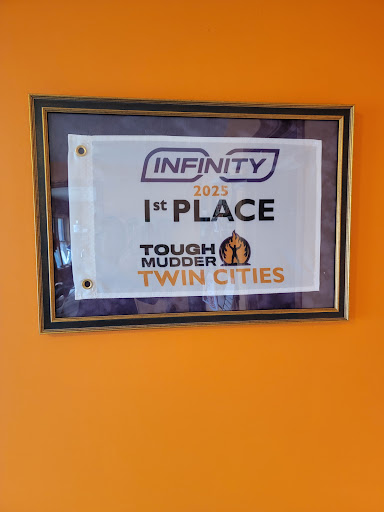 INFINITY
2025
1st PLACE
TOUGH
MUDDER
TWIN CITIES